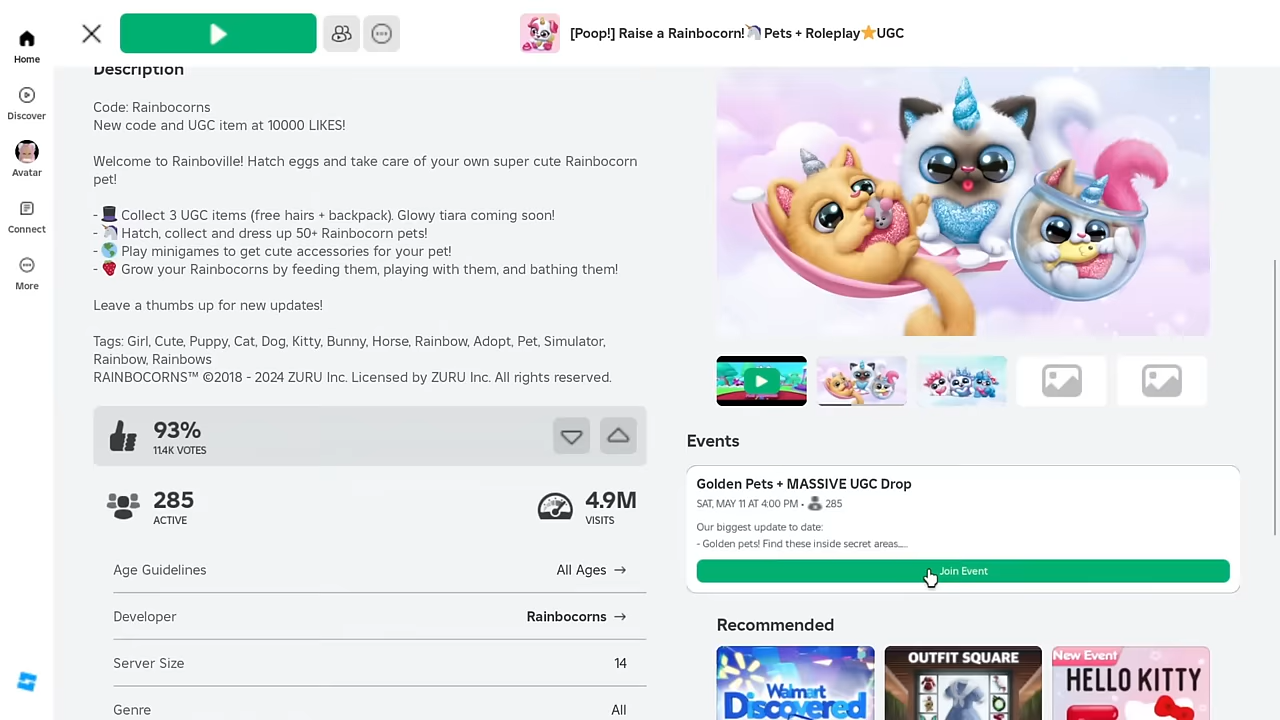 [Poop!] Raise a Rainbocorn!🦄Pets + Roleplay⭐UGC
Home
Discover
Avatar
Connect
More
Description
Code: Rainbocorns
New code and UGC item at 10000 LIKES!
Welcome to Rainboville! Hatch eggs and take care of your own super cute Rainbocorn
pet!
- 🎩 Collect 3 UGC items (free hairs + backpack). Glowy tiara coming soon!
- 🦄 Hatch, collect and dress up 50+ Rainbocorn pets!
- 🌎 Play minigames to get cute accessories for your pet!
- 🍓 Grow your Rainbocorns by feeding them, playing with them, and bathing them!
Leave a thumbs up for new updates!
Tags: Girl, Cute, Puppy, Cat, Dog, Kitty, Bunny, Horse, Rainbow, Adopt, Pet, Simulator,
Rainbow, Rainbows
RAINBOCORNS™ ©2018 - 2024 ZURU Inc. Licensed by ZURU Inc. All rights reserved.
93%
11.4K VOTES
285
ACTIVE
4.9M
VISITS
Age Guidelines All Ages →
Developer Rainbocorns →
Server Size 14
Genre All
Events
Golden Pets + MASSIVE UGC Drop
SAT, MAY 11 AT 4:00 PM • 285
Our biggest update to date:
- Golden pets! Find these inside secret areas......
Join Event
Recommended
Walmart
Discovered
OUTFIT SQUARE
New Event
HELLO KITTY